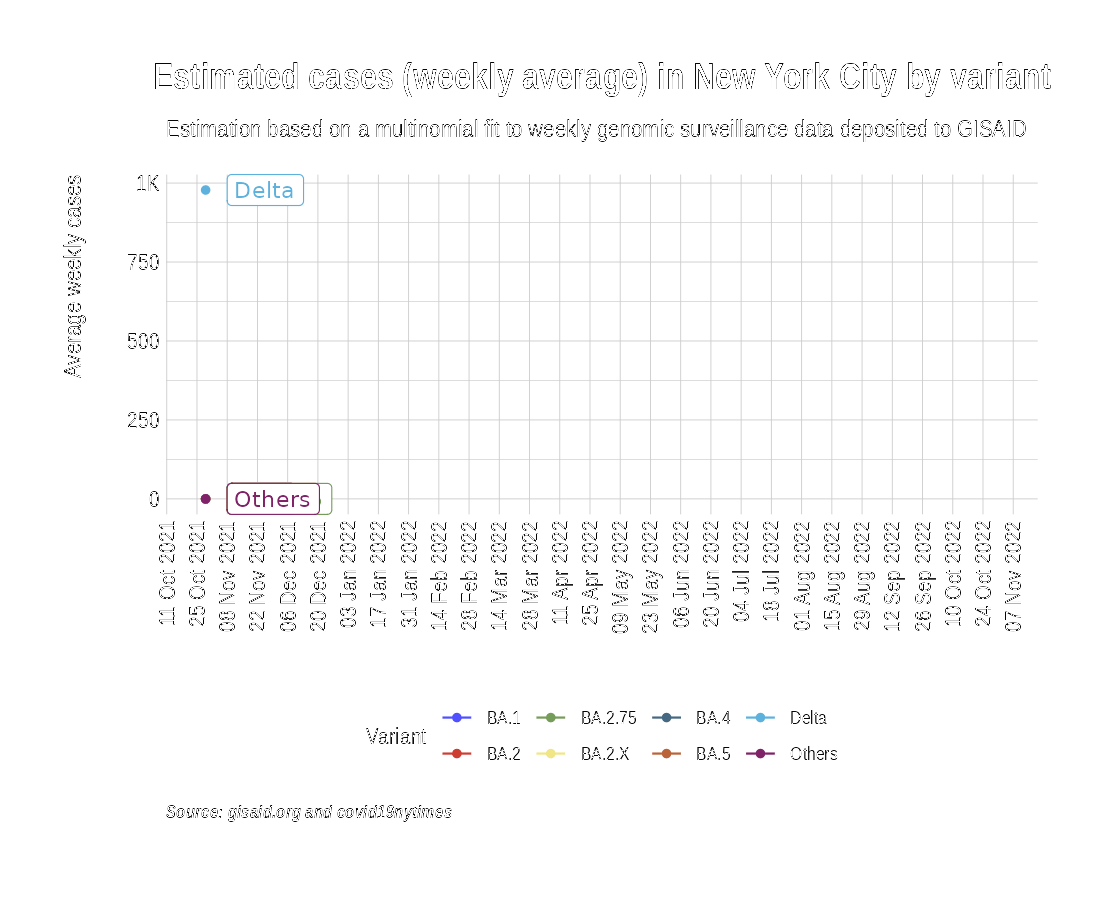 Estimated cases (weekly average) in New York City by variant
Estimation based on a multinomial fit to weekly genomic surveillance data deposited to GISAID
Average weekly cases
1K
750
500
250
0
Delta
Others
11 Oct 2021
25 Oct 2021
08 Nov 2021
22 Nov 2021
06 Dec 2021
20 Dec 2021
03 Jan 2022
17 Jan 2022
31 Jan 2022
14 Feb 2022
28 Feb 2022
14 Mar 2022
28 Mar 2022
11 Apr 2022
25 Apr 2022
09 May 2022
23 May 2022
06 Jun 2022
20 Jun 2022
04 Jul 2022
18 Jul 2022
01 Aug 2022
15 Aug 2022
29 Aug 2022
12 Sep 2022
26 Sep 2022
10 Oct 2022
24 Oct 2022
07 Nov 2022
Variant
BA.1 BA.2.75 BA.4 Delta
BA.2 BA.2.X BA.5 Others
Source: gisaid.org and covid19nytimes